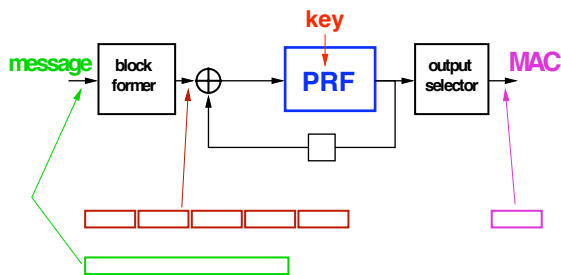 key
message
block
former
PRF
output
selector
MAC